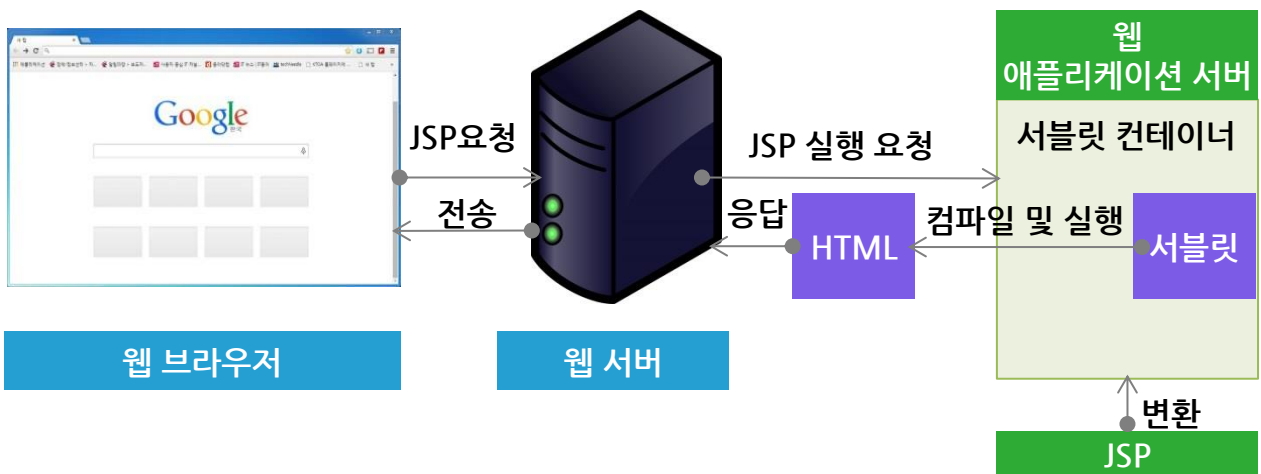 Google
한국
JSP요청
전송
JSP 실행 요청
응답
HTML
컴파일 및 실행
웹
애플리케이션 서버
서블릿 컨테이너
서블릿
웹 브라우저
웹 서버
변환
JSP